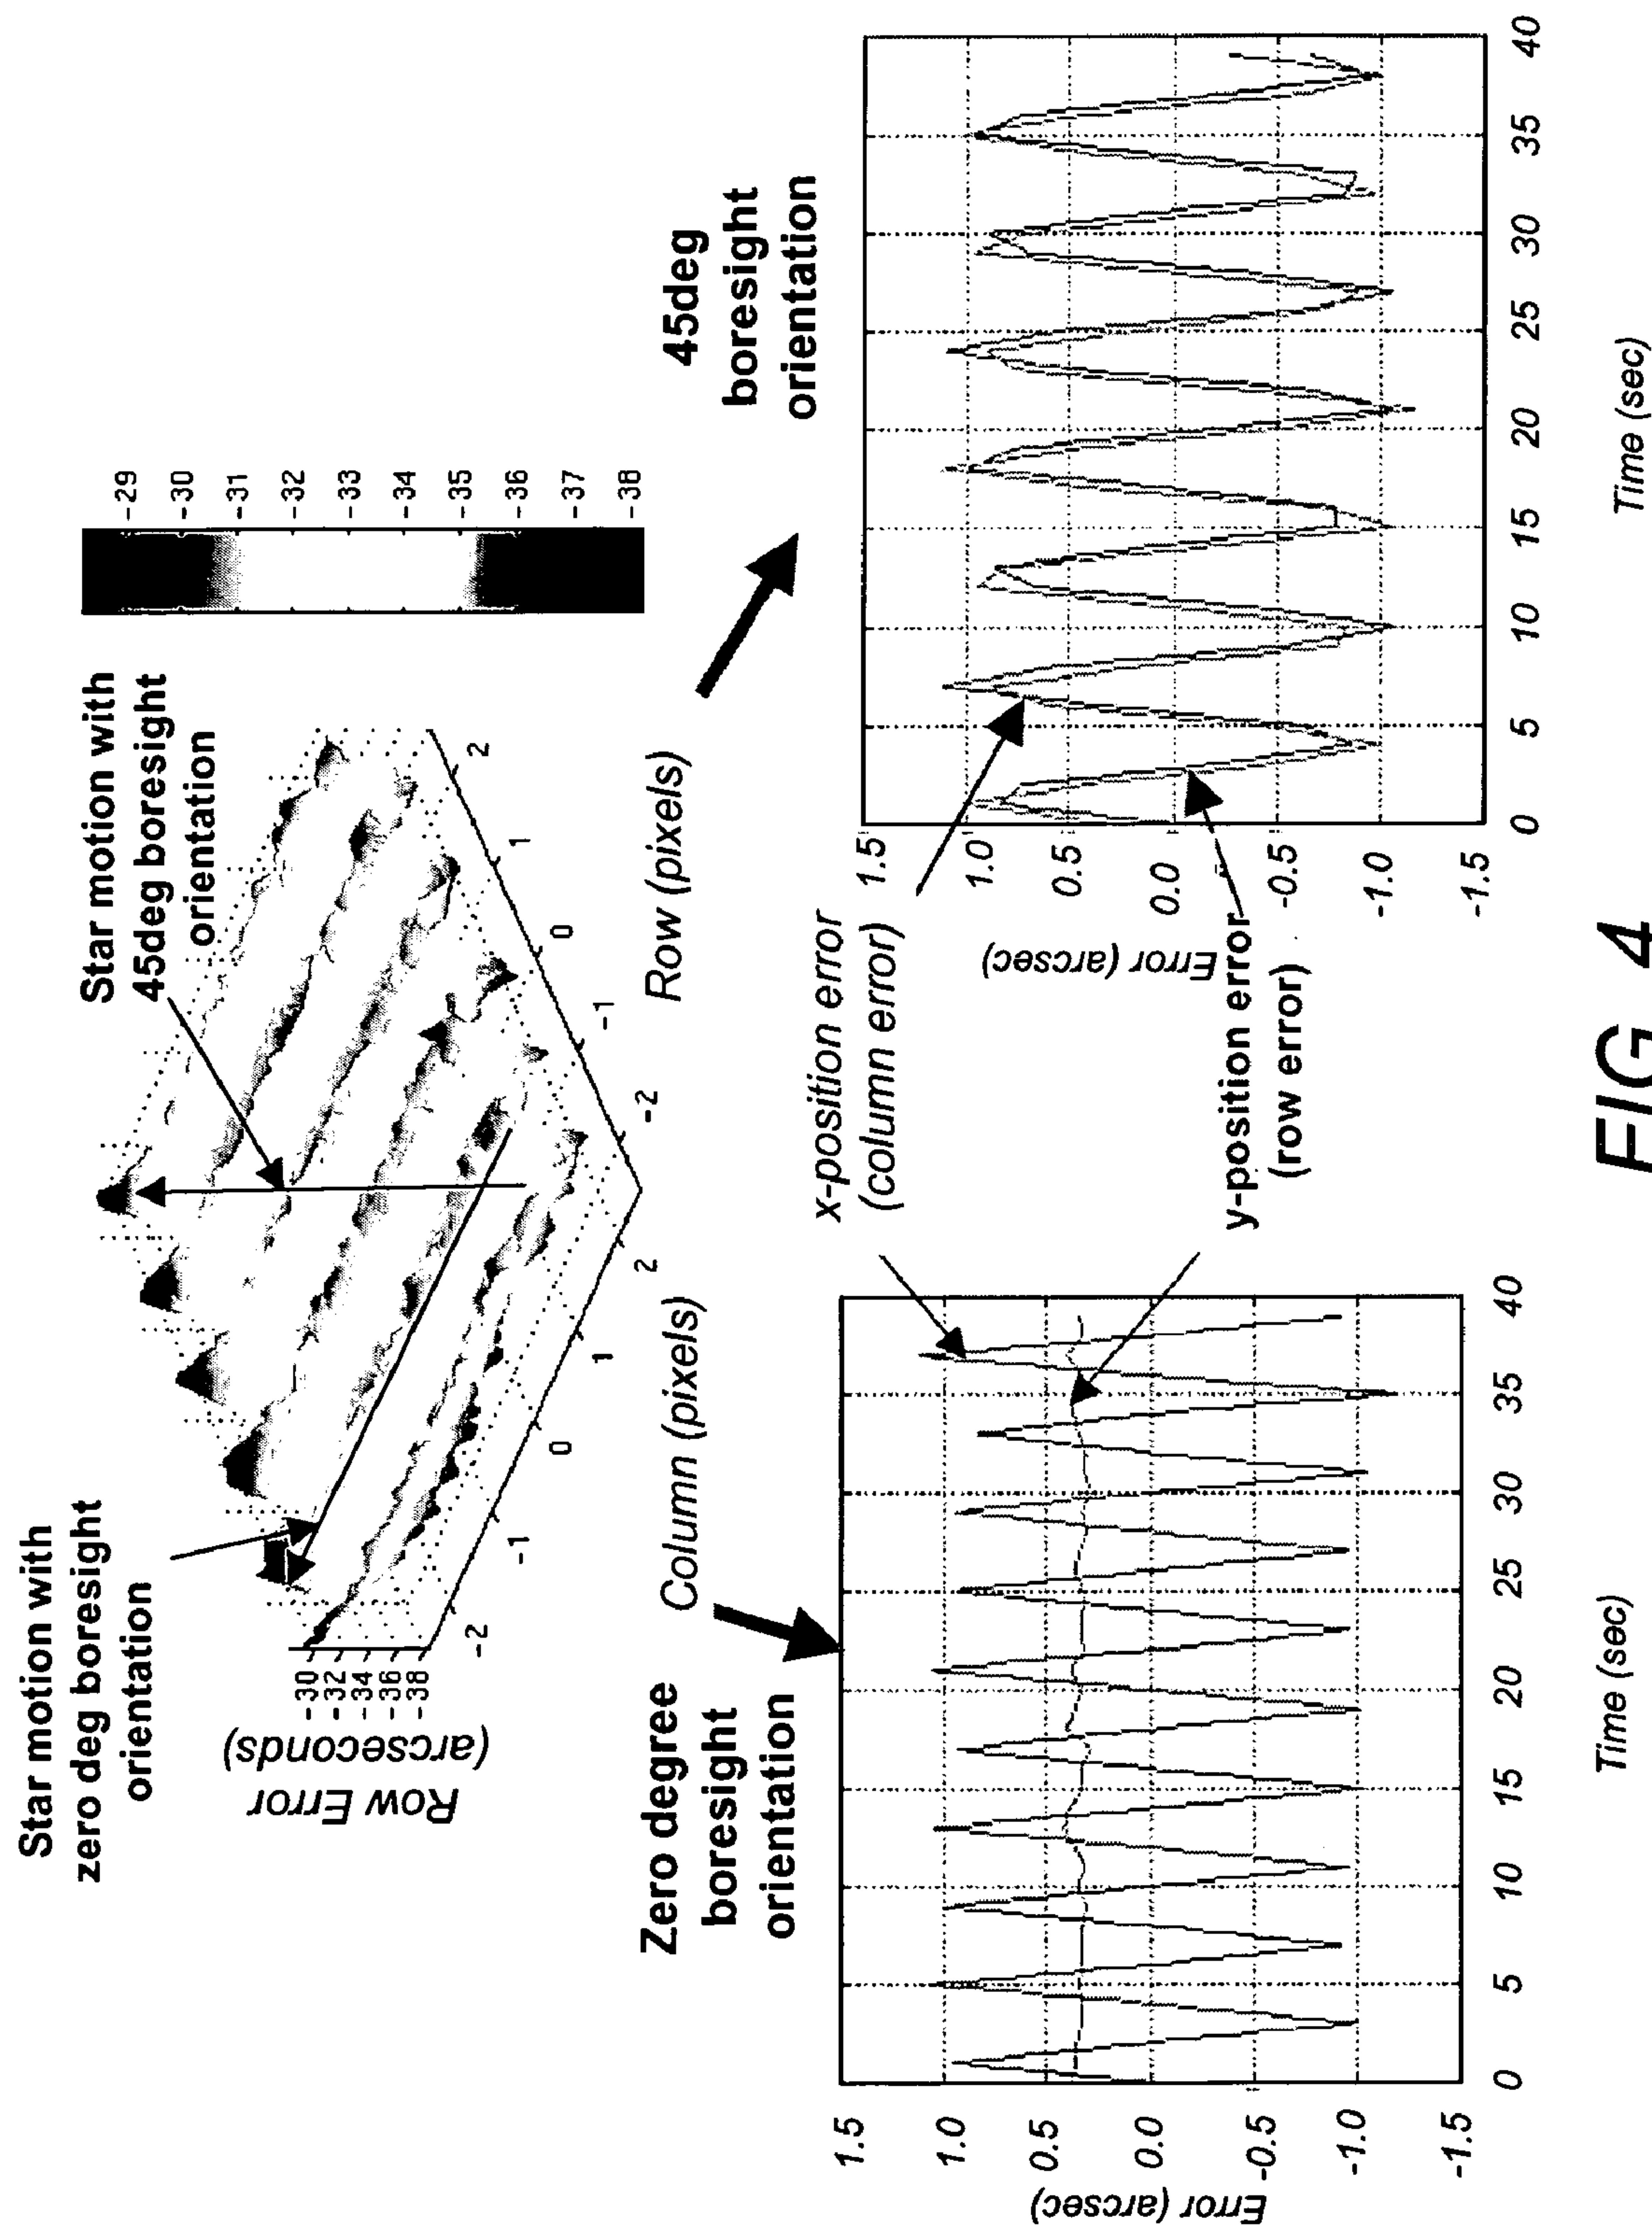 Star motion with
zero deg boresight
orientation
Star motion with
45deg boresight
orientation
Row Error
(arcseconds)
-30
-32
-34
-36
-38
-2
-1
0
1
2
Column (pixels)
-2
-1
0
1
2
Row (pixels)
-29
-30
-31
-32
-33
-34
-35
-36
-37
-38
Zero degree
boresight
orientation
Error (arcsec)
1.5
1.0
0.5
0.0
-0.5
-1.0
-1.5
0 5 10 15 20 25 30 35 40
Time (sec)
x-position error
(column error)
y-position error
(row error)
45deg
boresight
orientation
Error (arcsec)
1.5
1.0
0.5
0.0
-0.5
-1.0
-1.5
0 5 10 15 20 25 30 35 40
Time (sec)
FIG 4